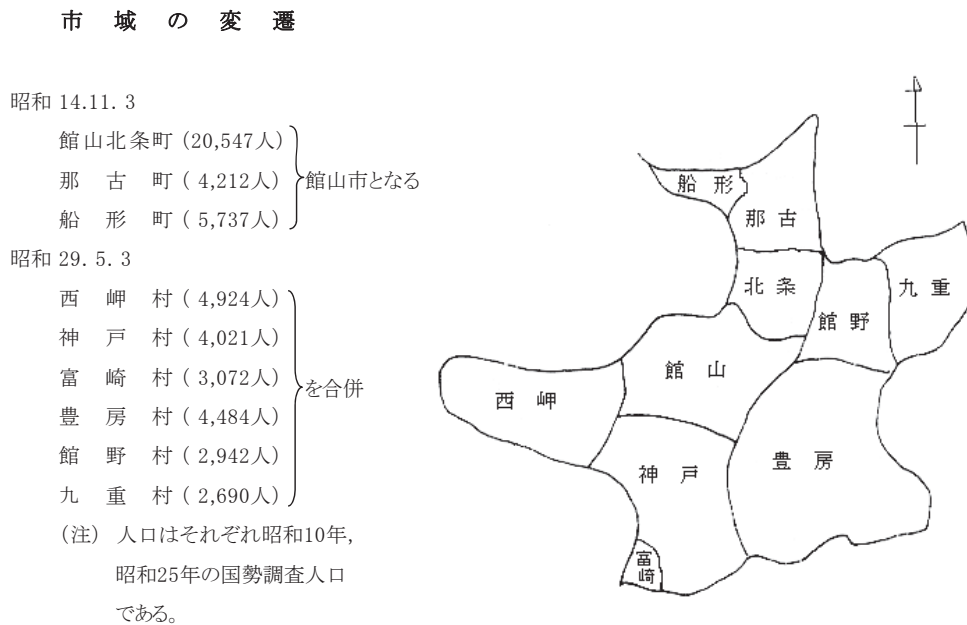 市域の変遷
昭和 14.11. 3
館山北条町 (20,547人)
那古町 ( 4,212人)
船形町 ( 5,737人)
館山市となる
昭和 29. 5. 3
西岬村 ( 4,924人)
神戸村 ( 4,021人)
富崎村 ( 3,072人)
豊房村 ( 4,484人)
館野村 ( 2,942人)
九重村 ( 2,690人)
を合併
(注) 人口はそれぞれ昭和10年,
昭和25年の国勢調査人口
である。
船形
那古
北条
九重
館野
館山
西岬
神戸
豊房
富崎